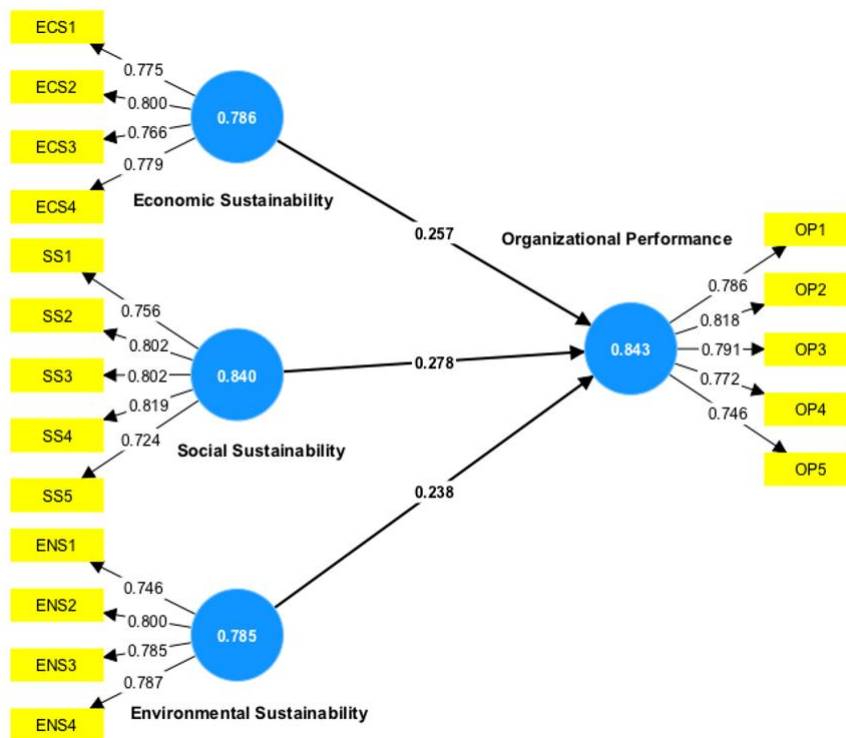 ECS1
0.775
ECS2
0.800
ECS3
0.766
ECS4
0.779
0.786
Economic Sustainability
0.257
SS1
0.756
SS2
0.802
SS3
0.802
SS4
0.819
SS5
0.724
0.840
Social Sustainability
0.278
ENS1
0.746
ENS2
0.800
ENS3
0.785
ENS4
0.787
0.785
Environmental Sustainability
0.238
Organizational Performance
0.843
OP1
0.786
OP2
0.818
OP3
0.791
OP4
0.772
OP5
0.746